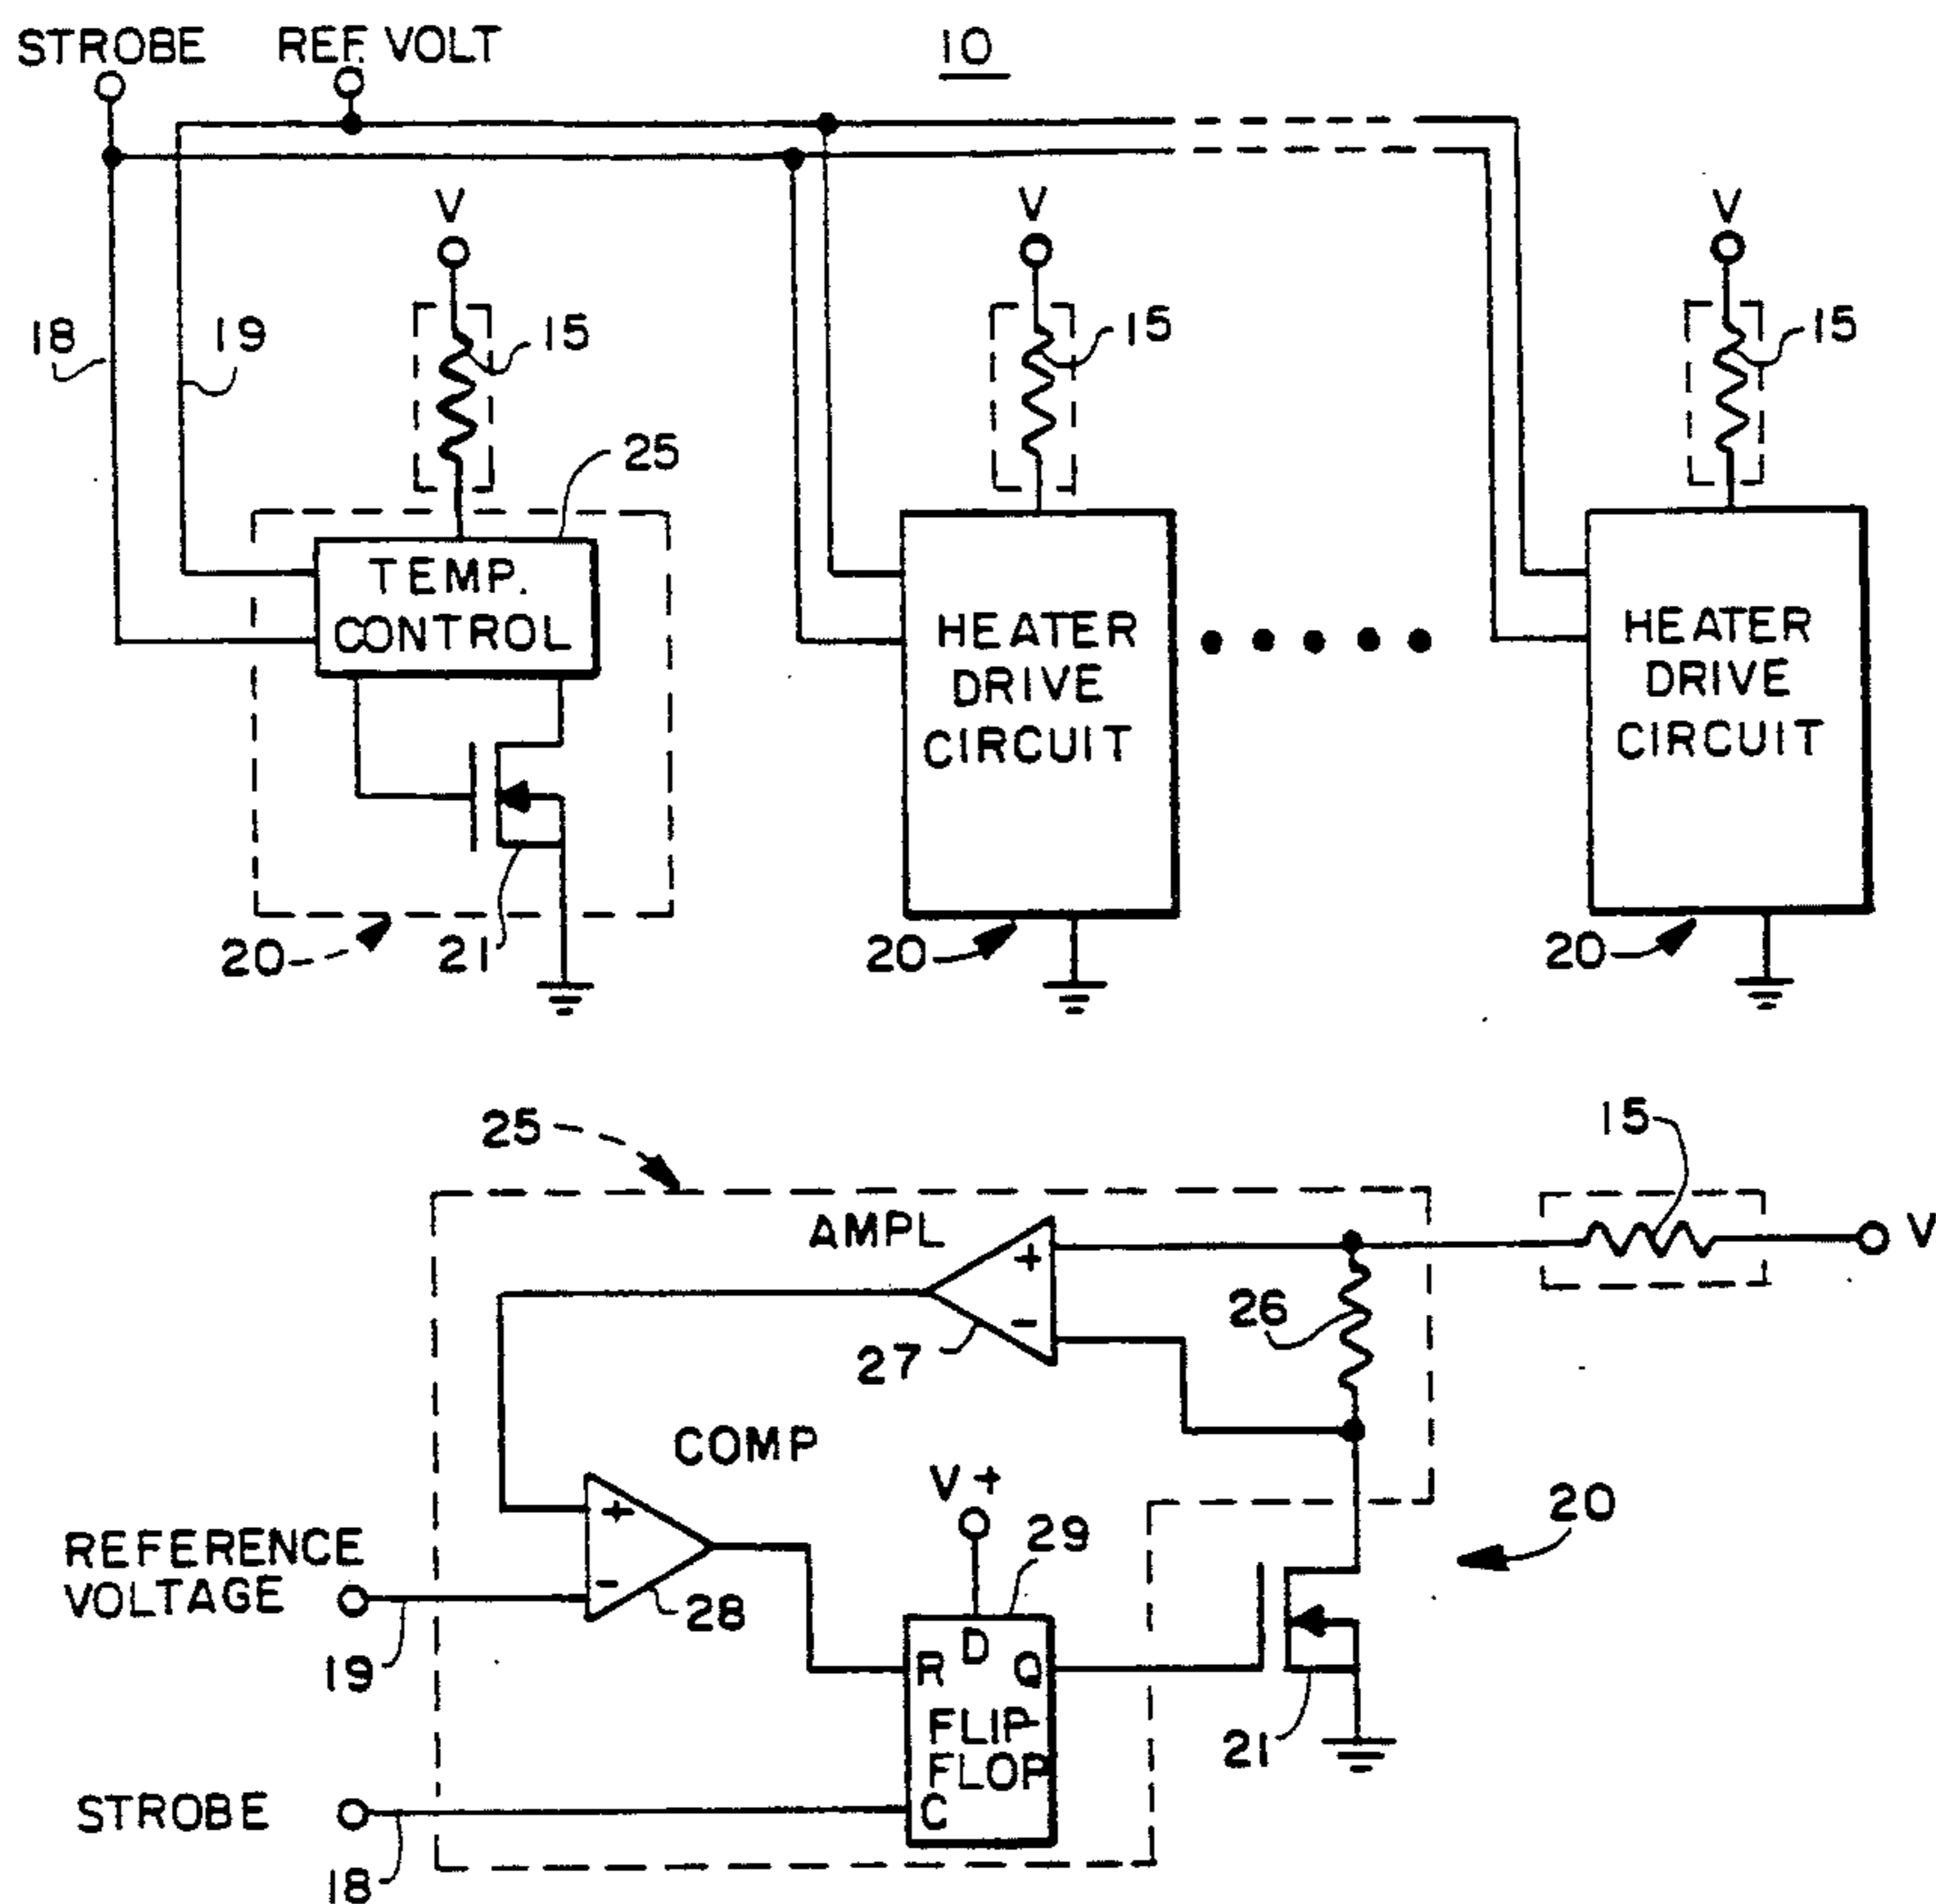 STROBE REF. VOLT 10
V V V
18 19 15 15 15
25
TEMP.
CONTROL
HEATER
DRIVE
CIRCUIT
HEATER
DRIVE
CIRCUIT
20 21 20 20
25 15
AMPL V
+
-
26
27
COMP
V+
20
+
-
29
REFERENCE
VOLTAGE
28
19
D
R Q
FLIP-
FLOP
21
STROBE C
18